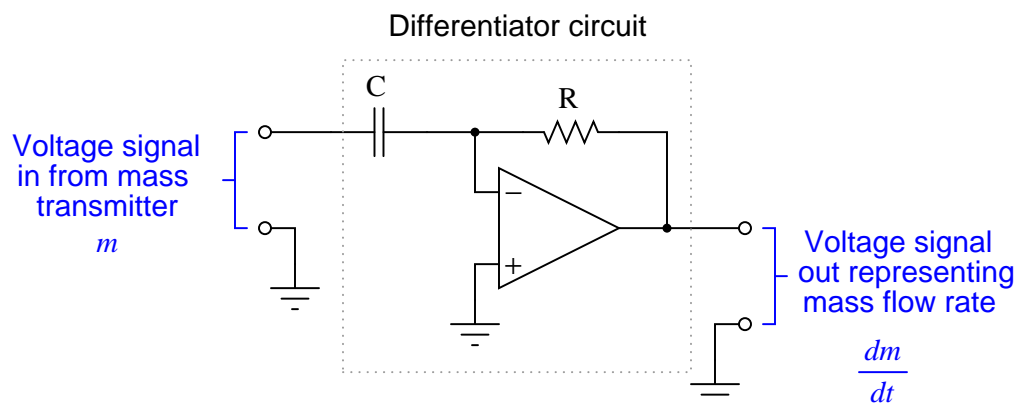 Differentiator circuit
C
R
Voltage signal
in from mass
transmitter
m
−
+
Voltage signal
out representing
mass flow rate
dm
dt